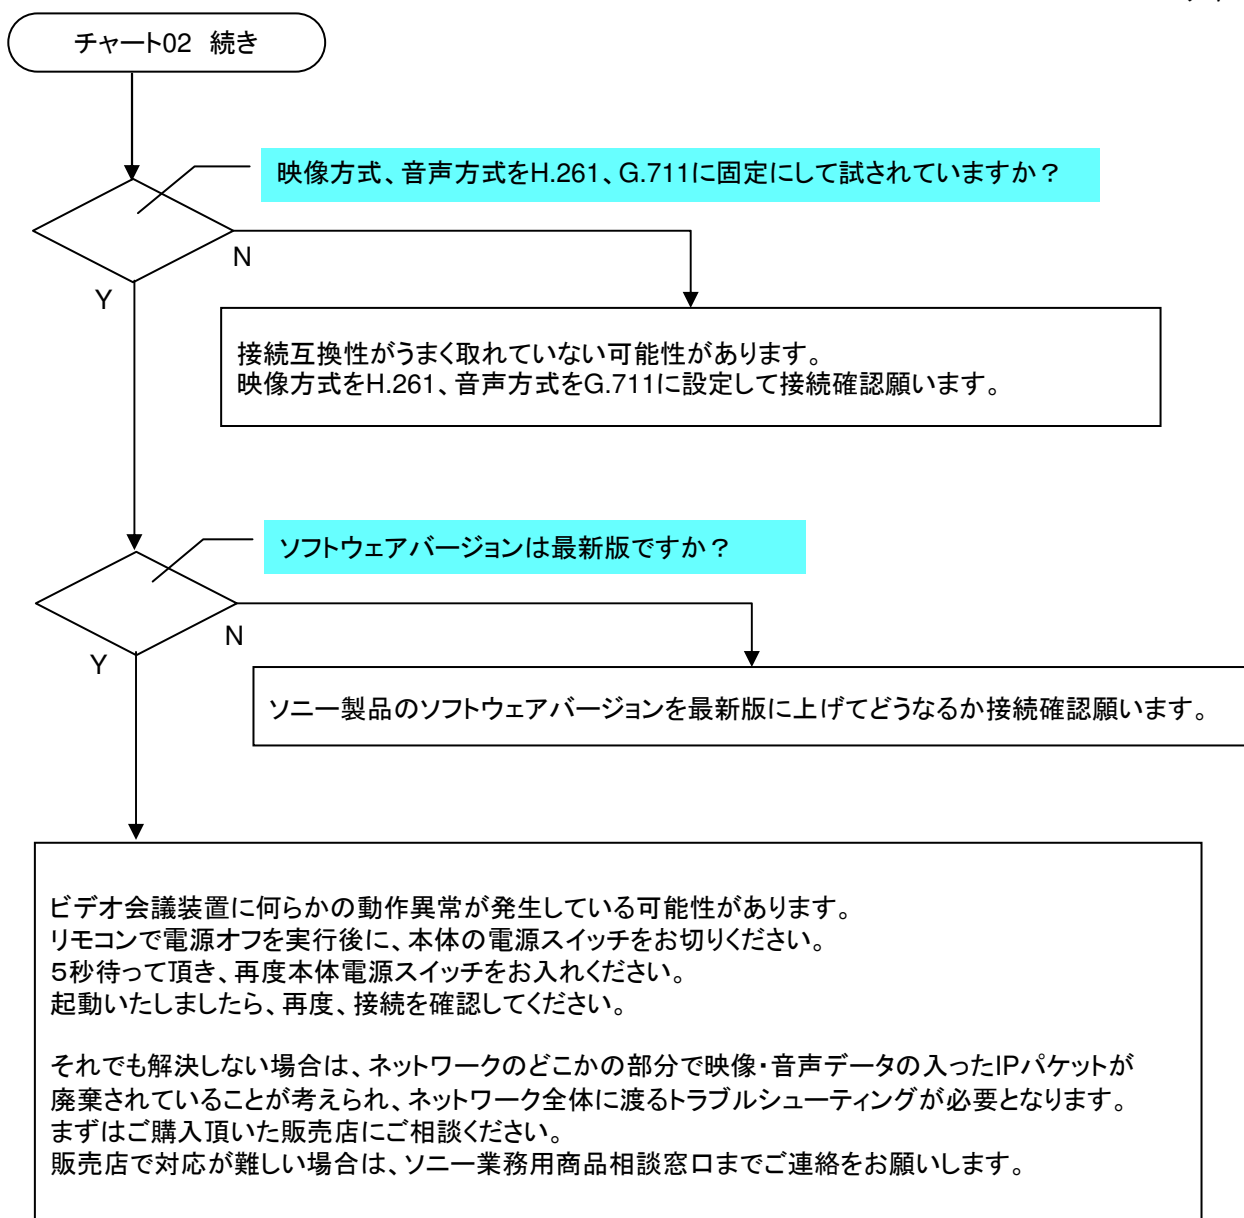 チャート02 続き
映像方式、音声方式をH.261、G.711に固定にして試されていますか？
N
Y
接続互換性がうまく取れていない可能性があります。
映像方式をH.261、音声方式をG.711に設定して接続確認願います。
ソフトウェアバージョンは最新版ですか？
N
Y
ソニー製品のソフトウェアバージョンを最新版に上げてどうなるか接続確認願います。
ビデオ会議装置に何らかの動作異常が発生している可能性があります。
リモコンで電源オフを実行後に、本体の電源スイッチをお切りください。
５秒待って頂き、再度本体電源スイッチをお入れください。
起動いたしましたら、再度、接続を確認してください。
それでも解決しない場合は、ネットワークのどこかの部分で映像・音声データの入ったIPパケットが
廃棄されていることが考えられ、ネットワーク全体に渡るトラブルシューティングが必要となります。
まずはご購入頂いた販売店にご相談ください。
販売店で対応が難しい場合は、ソニー業務用商品相談窓口までご連絡をお願いします。